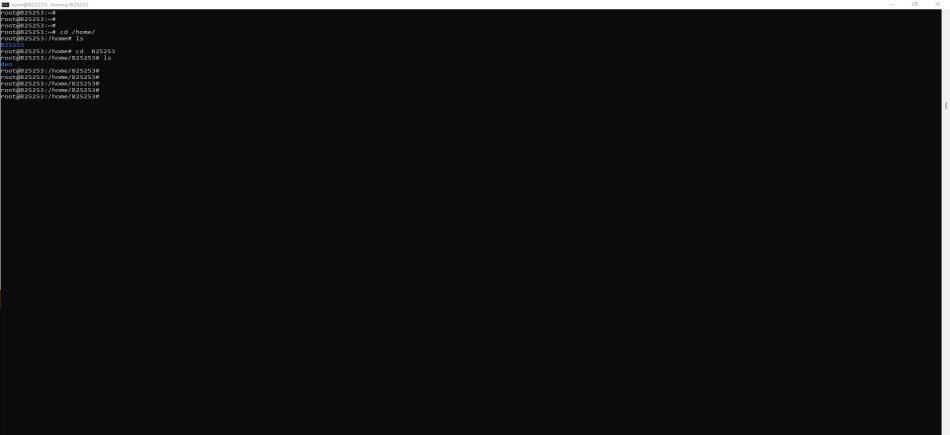 root@B25253: /home/B25253
root@B25253:~#
root@B25253:~#
root@B25253:~#
root@B25253:~# cd /home/
root@B25253:/home# ls
B25253
root@B25253:/home# cd  B25253
root@B25253:/home/B25253# ls
deo
root@B25253:/home/B25253#
root@B25253:/home/B25253#
root@B25253:/home/B25253#
root@B25253:/home/B25253#
root@B25253:/home/B25253#